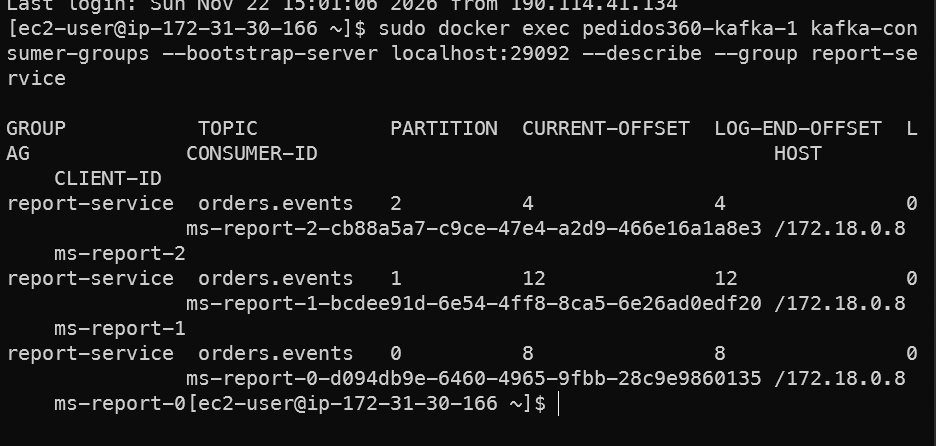 Last login: Sun Nov 22 15:01:06 2026 from 190.114.41.134
[ec2-user@ip-172-31-30-166 ~]$ sudo docker exec pedidos360-kafka-1 kafka-con
sumer-groups --bootstrap-server localhost:29092 --describe --group report-se
rvice
GROUP TOPIC PARTITION CURRENT-OFFSET LOG-END-OFFSET L
AG CONSUMER-ID HOST
CLIENT-ID
report-service orders.events 2 4 4 0
ms-report-2-cb88a5a7-c9ce-47e4-a2d9-466e16a1a8e3 /172.18.0.8
ms-report-2
report-service orders.events 1 12 12 0
ms-report-1-bcdee91d-6e54-4ff8-8ca5-6e26ad0edf20 /172.18.0.8
ms-report-1
report-service orders.events 0 8 8 0
ms-report-0-d094db9e-6460-4965-9fbb-28c9e9860135 /172.18.0.8
ms-report-0[ec2-user@ip-172-31-30-166 ~]$